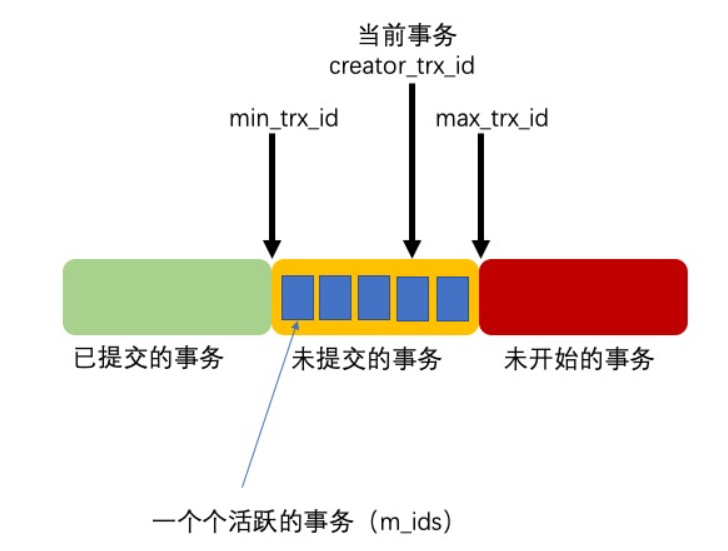 当前事务
creator_trx_id
min_trx_id
max_trx_id
已提交的事务
未提交的事务
未开始的事务
一个个活跃的事务（m_ids）